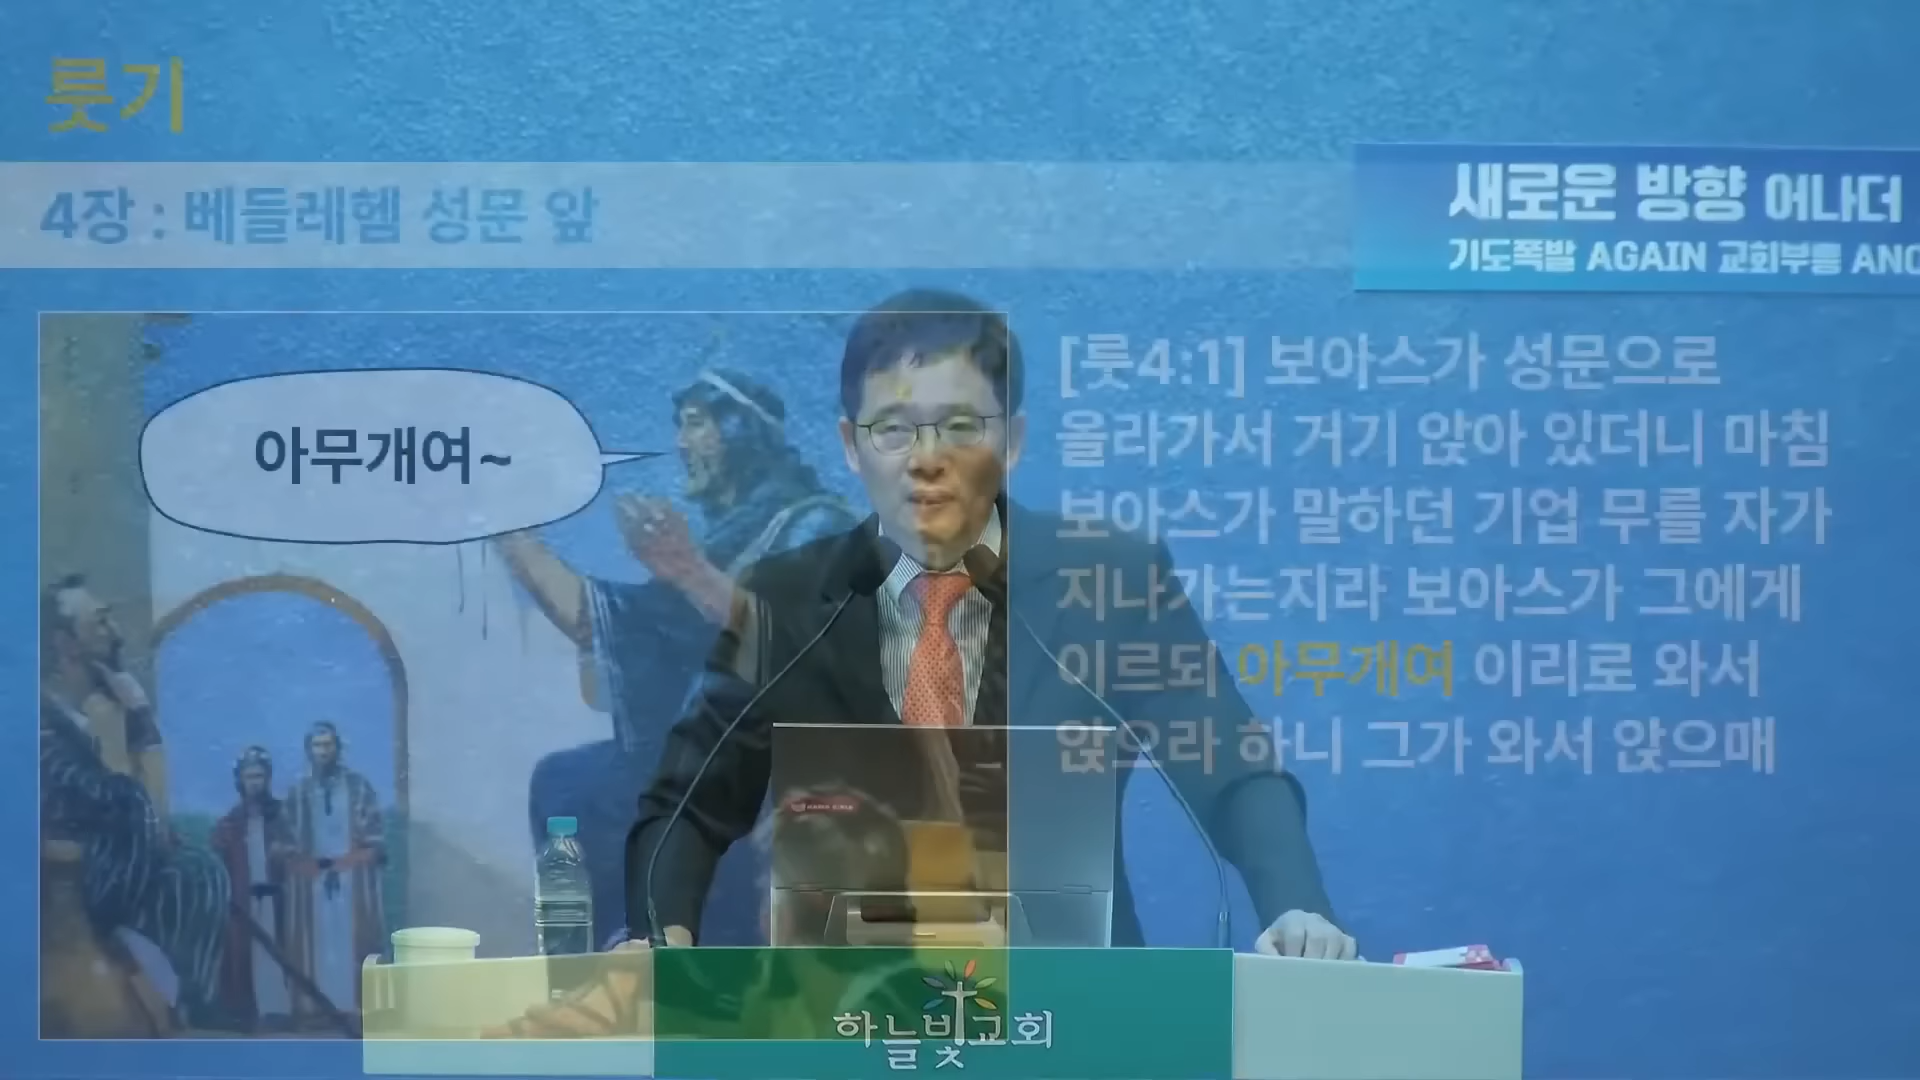 룻기
4장 : 베들레헴 성문 앞
새로운 방향 어나더
기도폭발 AGAIN 교회부흥
아무개여~
[룻4:1] 보아스가 성문으로
올라가서 거기 앉아 있더니 마침
보아스가 말하던 기업 무를 자가
지나가는지라 보아스가 그에게
이르되 아무개여 이리로 와서
앉으라 하니 그가 와서 앉으매
하늘빛교회